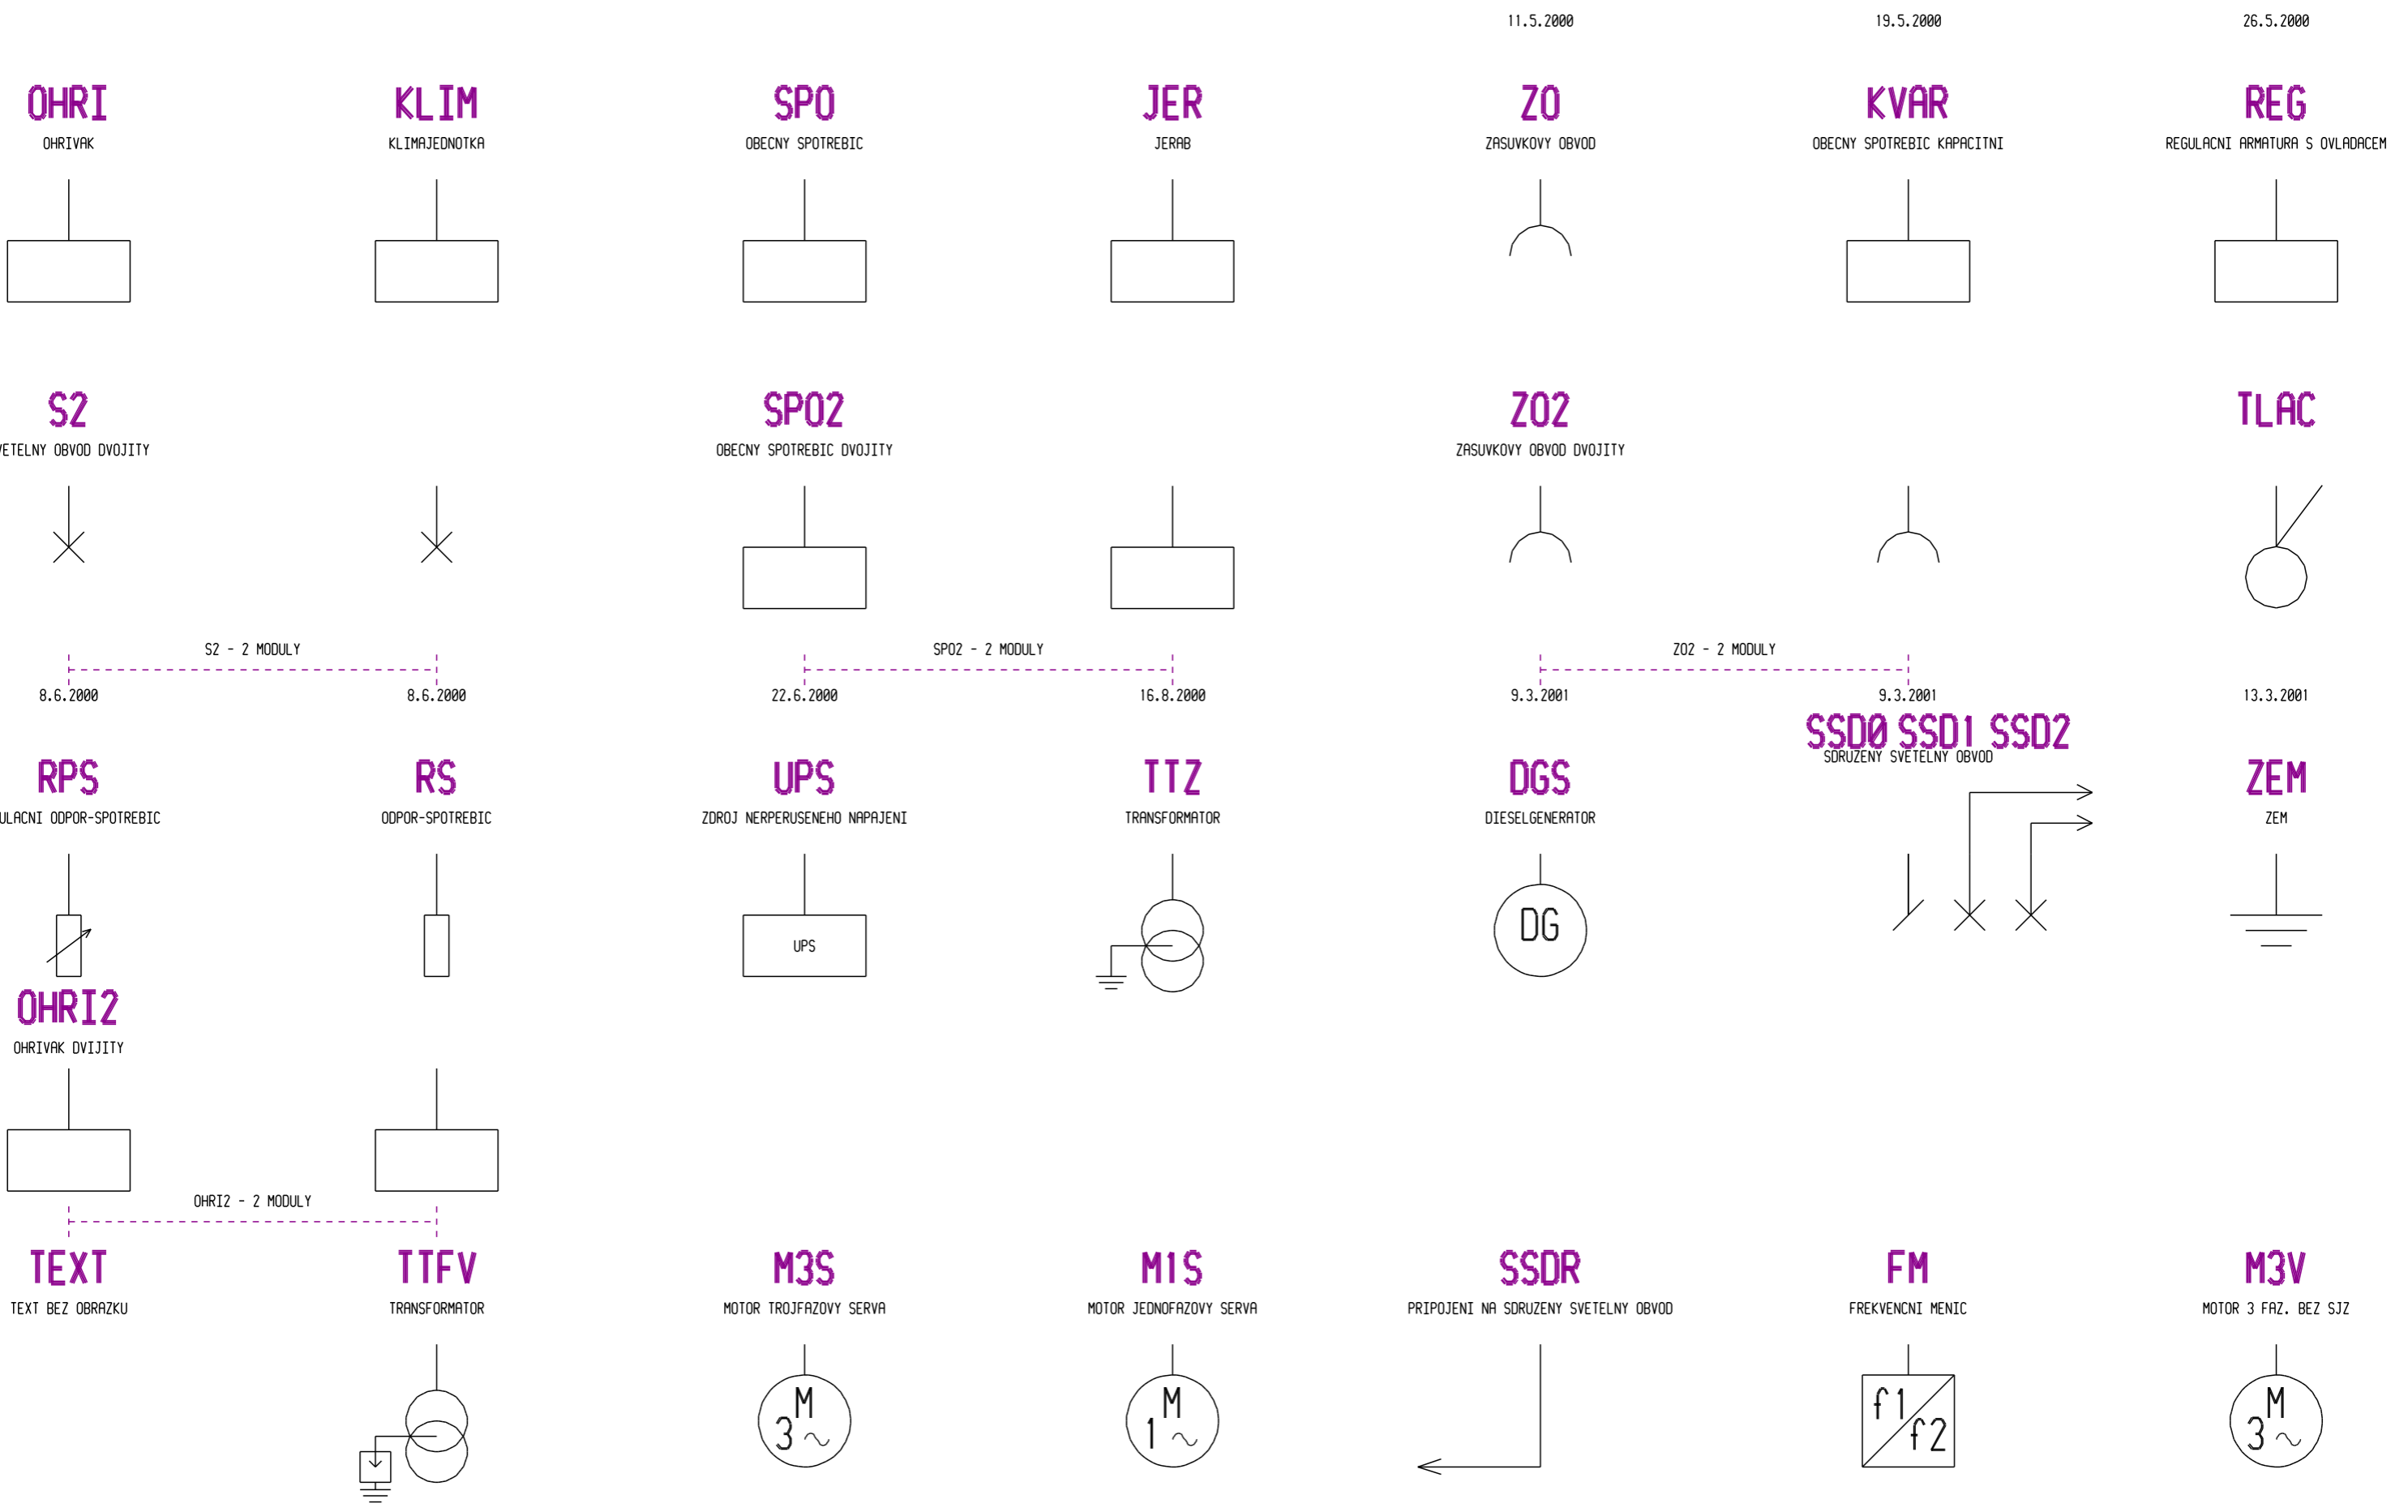 11.5.2000 19.5.2000 26.5.2000
OHRI KLIM SPO JER ZO KVAR REG
OHRIVAK KLIMAJEDNOTKA OBECNY SPOTREBIC JERAB ZASUVKOVY OBVOD OBECNY SPOTREBIC KAPACITNI REGULACNI ARMATURA S OVLADACEM
S2 SPO2 ZO2 TLAC
VETELNY OBVOD DVOJITY OBECNY SPOTREBIC DVOJITY ZASUVKOVY OBVOD DVOJITY
S2 - 2 MODULY SPO2 - 2 MODULY ZO2 - 2 MODULY
8.6.2000 8.6.2000 22.6.2000 16.8.2000 9.3.2001 9.3.2001 13.3.2001
SSD0 SSD1 SSD2
SDRUZENY SVETELNY OBVOD
RPS RS UPS TTZ DGS ZEM
ULACNI ODPOR-SPOTREBIC ODPOR-SPOTREBIC ZDROJ NERPERUSENEHO NAPAJENI TRANSFORMATOR DIESELGENERATOR ZEM
DG
UPS
OHRI2
OHRIVAK DVIJITY
OHRI2 - 2 MODULY
TEXT TTFV M3S M1S SSDR FM M3V
TEXT BEZ OBRAZKU TRANSFORMATOR MOTOR TROJFAZOVY SERVA MOTOR JEDNOFAZOVY SERVA PRIPOJENI NA SDRUZENY SVETELNY OBVOD FREKVENCNI MENIC MOTOR 3 FAZ. BEZ SJZ
M M f1 M
3 ~ 1 ~ f2 3 ~